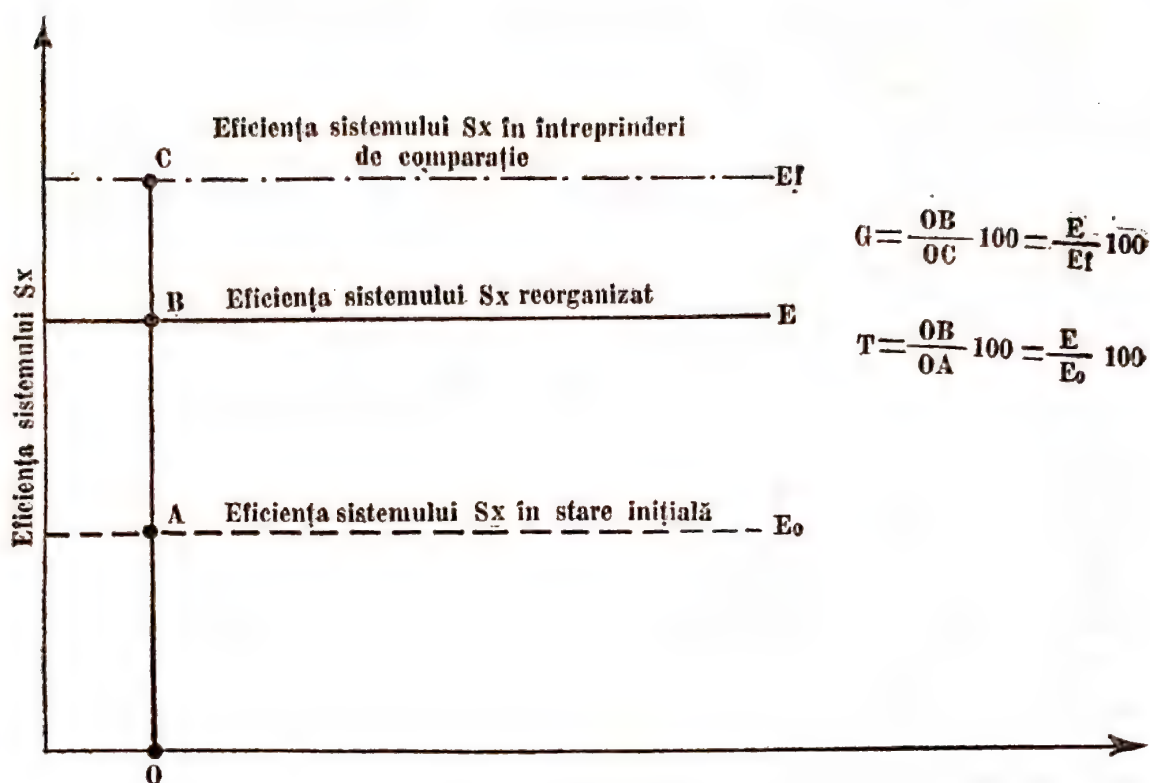 Eficiența sistemului Sx în întreprinderi
de comparație
C
Ef
G = OB/OC 100 = E/Ef 100
Eficiența sistemului Sx
B
Eficiența sistemului Sx reorganizat
E
T = OB/OA 100 = E/Eo 100
A
Eficiența sistemului Sx în stare inițială
Eo
O